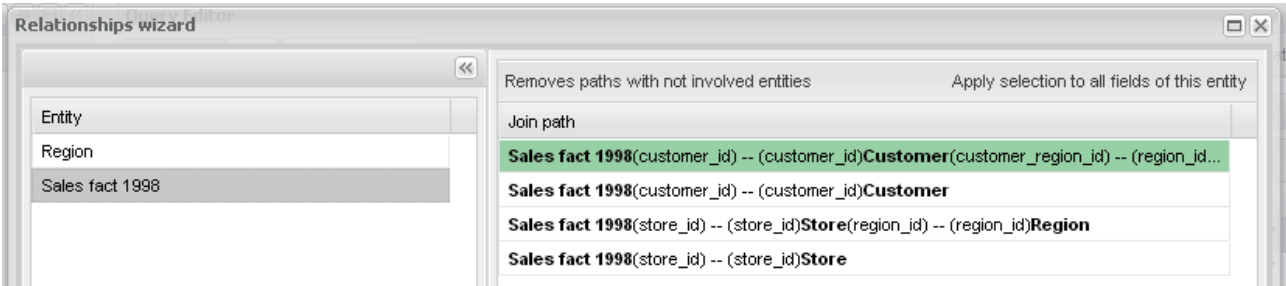 Query Editor
Relationships wizard
Removes paths with not involved entities
Apply selection to all fields of this entity
Entity
Join path
Region
Sales fact 1998(customer_id) -- (customer_id)Customer(customer_region_id) -- (region_id...
Sales fact 1998
Sales fact 1998(customer_id) -- (customer_id)Customer
Sales fact 1998(store_id) -- (store_id)Store(region_id) -- (region_id)Region
Sales fact 1998(store_id) -- (store_id)Store